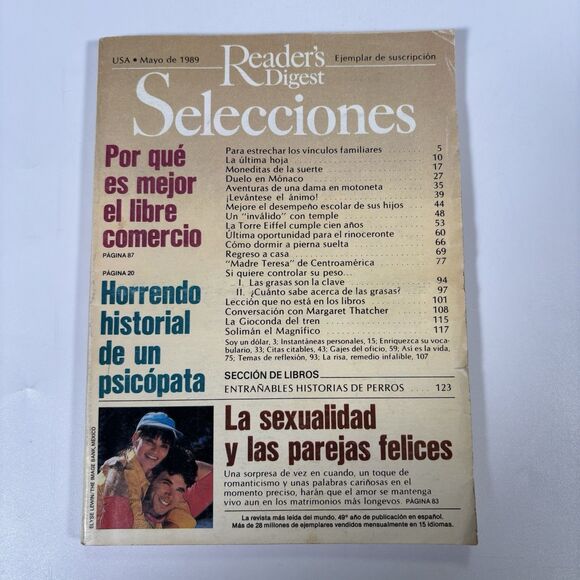 USA • Mayo de 1989
Reader's
Digest
Ejemplar de suscripción
Selecciones
Por qué
es mejor
el libre
comercio
PÁGINA 87
PÁGINA 20
Horrendo
historial
de un
psicópata
Para estrechar los vínculos familiares . . . . . . . . 5
La última hoja . . . . . . . . 10
Moneditas de la suerte . . . . . . . . 17
Duelo en Mónaco . . . . . . . . 27
Aventuras de una dama en motoneta . . . . . . . . 35
¡Levántese el ánimo! . . . . . . . . 39
Mejore el desempeño escolar de sus hijos . . . . 44
Un "inválido" con temple . . . . . . . . 48
La Torre Eiffel cumple cien años . . . . . . . . 53
Última oportunidad para el rinoceronte . . . . . . 60
Cómo dormir a pierna suelta . . . . . . . . 66
Regreso a casa . . . . . . . . 69
"Madre Teresa" de Centroamérica . . . . . . . . 77
Si quiere controlar su peso...
I. Las grasas son la clave . . . . . . . . 94
II. ¿Cuánto sabe acerca de las grasas? . . . . . . 97
Lección que no está en los libros . . . . . . . . 101
Conversación con Margaret Thatcher . . . . . . . . 108
La Gioconda del tren . . . . . . . . 115
Solimán el Magnífico . . . . . . . . 117
Soy un dólar, 3; Instantáneas personales, 15; Enriquezca su voca-
bulario, 33; Citas citables, 43; Gajes del oficio, 59; Así es la vida,
75; Temas de reflexión, 93; La risa, remedio infalible, 107
SECCIÓN DE LIBROS
ENTRAÑABLES HISTORIAS DE PERROS . . . . 123
ELYSE LEWIN/THE IMAGE BANK, MÉXICO
La sexualidad
y las parejas felices
Una sorpresa de vez en cuando, un toque de
romanticismo y unas palabras cariñosas en el
momento preciso, harán que el amor se mantenga
vivo aun en los matrimonios más longevos. PÁGINA 83
La revista más leída del mundo. 49º año de publicación en español.
Más de 28 millones de ejemplares vendidos mensualmente en 15 idiomas.